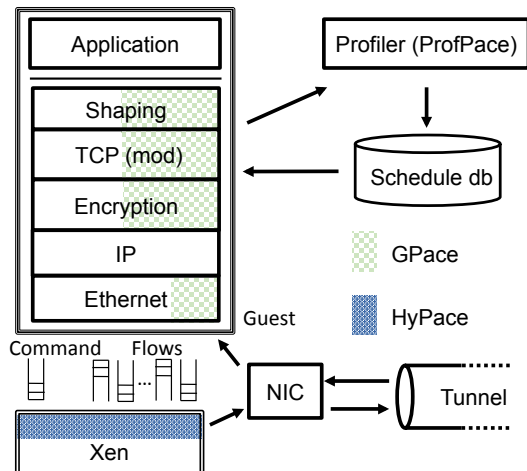 Application
Profiler (ProfPace)
Shaping
TCP (mod)
Encryption
IP
Ethernet
Schedule db
GPace
HyPace
Guest
Command Flows
...
NIC
Tunnel
Xen